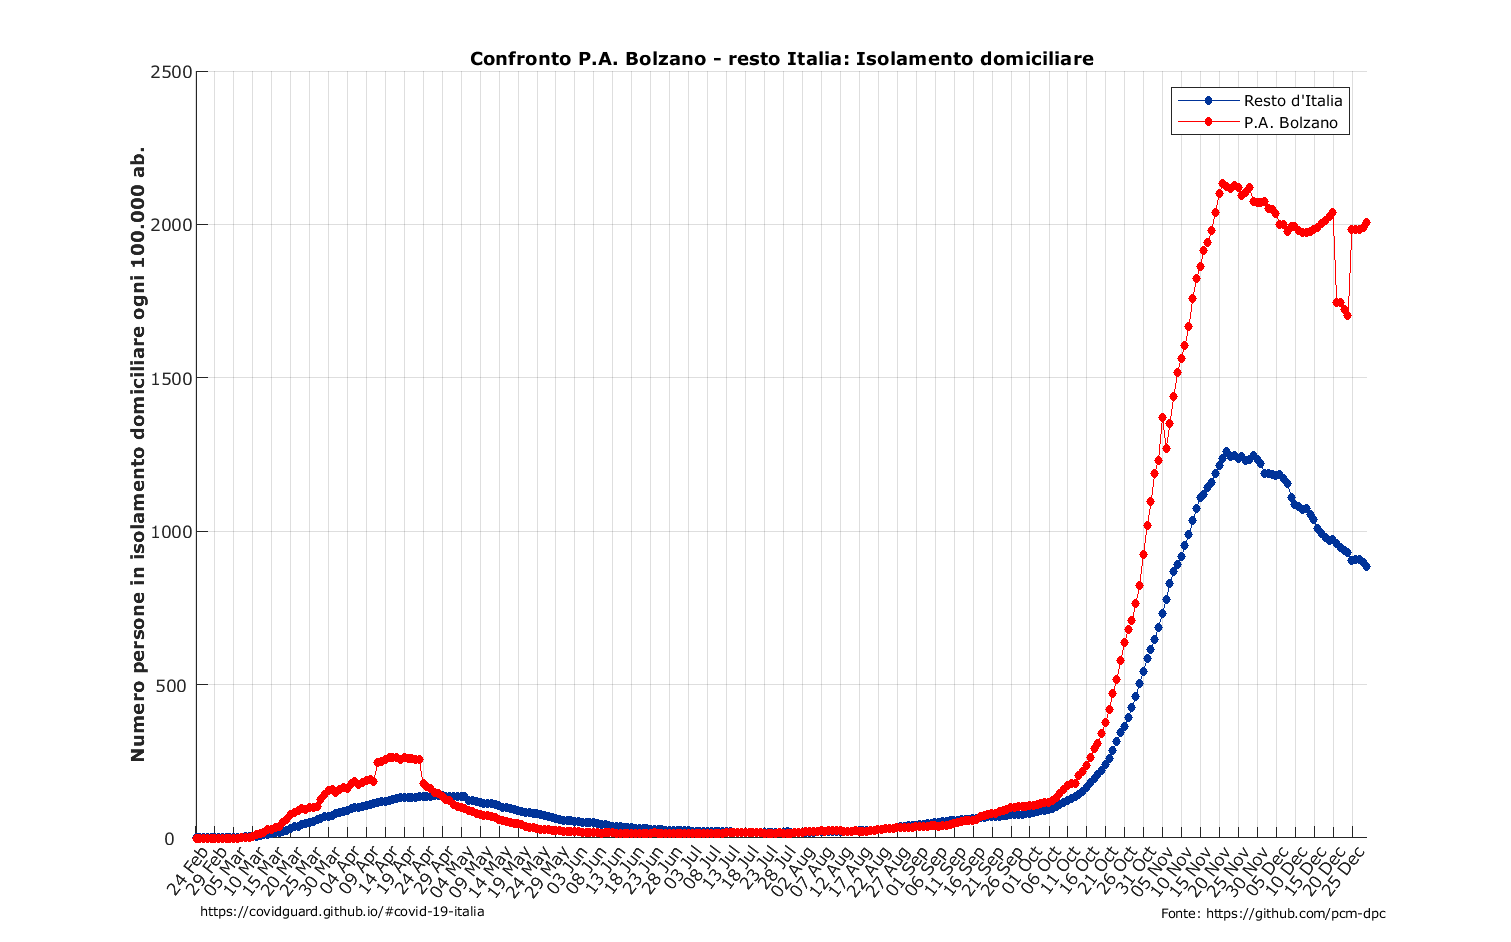 Confronto P.A. Bolzano - resto Italia: Isolamento domiciliare
Resto d'Italia
P.A. Bolzano
Numero persone in isolamento domiciliare ogni 100.000 ab.
2500
2000
1500
1000
500
0
24 Feb
29 Feb
05 Mar
10 Mar
15 Mar
20 Mar
25 Mar
30 Mar
04 Apr
09 Apr
14 Apr
19 Apr
24 Apr
29 Apr
04 May
09 May
14 May
19 May
24 May
29 May
03 Jun
08 Jun
13 Jun
18 Jun
23 Jun
28 Jun
03 Jul
08 Jul
13 Jul
18 Jul
23 Jul
28 Jul
02 Aug
07 Aug
12 Aug
17 Aug
22 Aug
27 Aug
01 Sep
06 Sep
11 Sep
16 Sep
21 Sep
26 Sep
01 Oct
06 Oct
11 Oct
16 Oct
21 Oct
26 Oct
31 Oct
05 Nov
10 Nov
15 Nov
20 Nov
25 Nov
30 Nov
05 Dec
10 Dec
15 Dec
20 Dec
25 Dec
https://covidguard.github.io/#covid-19-italia
Fonte: https://github.com/pcm-dpc